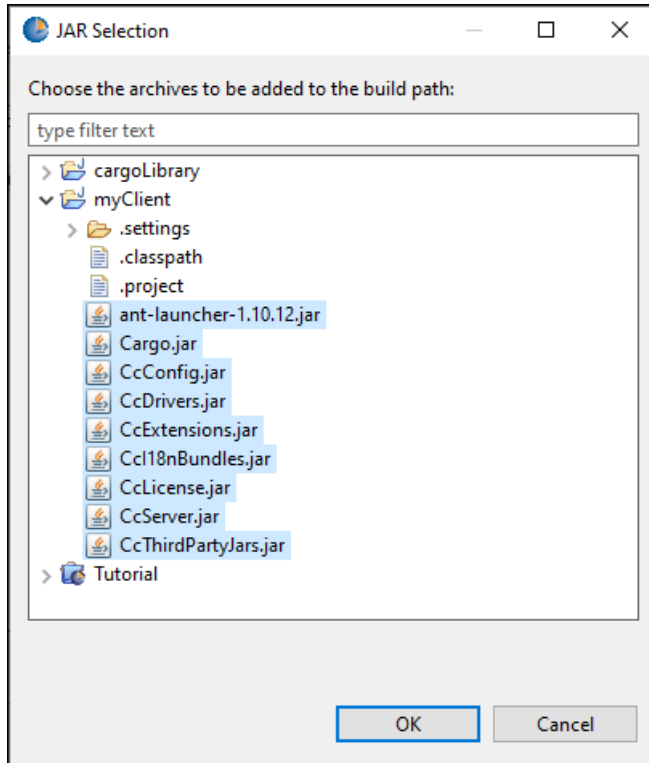 JAR Selection
Choose the archives to be added to the build path:
type filter text
cargoLibrary
myClient
.settings
.classpath
.project
ant-launcher-1.10.12.jar
Cargo.jar
CcConfig.jar
CcDrivers.jar
CcExtensions.jar
CcI18nBundles.jar
CcLicense.jar
CcServer.jar
CcThirdPartyJars.jar
Tutorial
OK Cancel